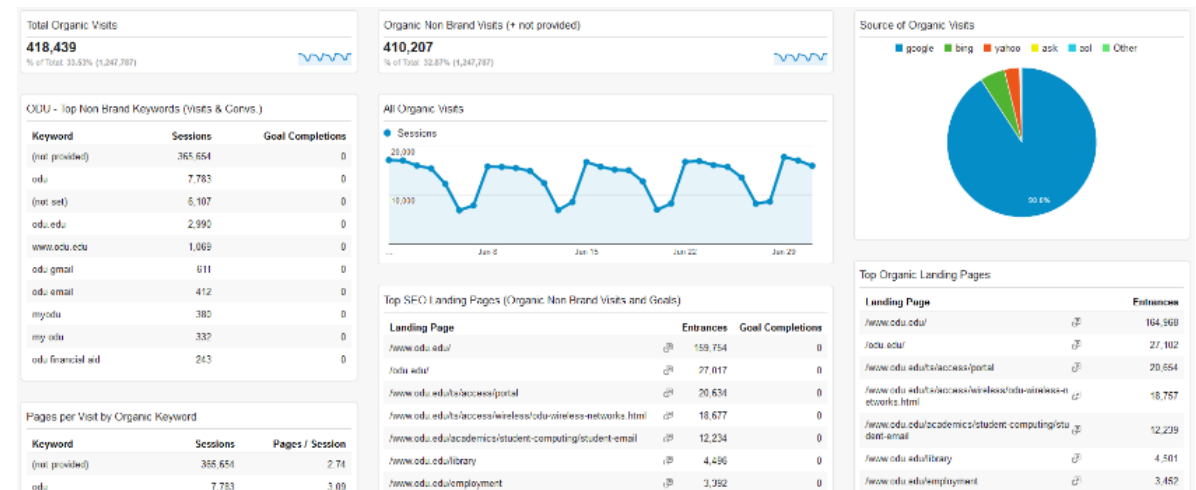 Total Organic Visits
418,439
% of Total: 33.53% (1,247,787)
Organic Non Brand Visits (+ not provided)
410,207
% of Total: 32.87% (1,247,787)
Source of Organic Visits
google bing yahoo ask aol Other
ODU - Top Non Brand Keywords (Visits & Convs.)
Keyword Sessions Goal Completions
(not provided) 365,654 0
odu 7,783 0
(not set) 6,107 0
odu.edu 2,990 0
www.odu.edu 1,069 0
odu gmail 611 0
odu email 412 0
myodu 380 0
my odu 332 0
odu financial aid 243 0
Pages per Visit by Organic Keyword
Keyword Sessions Pages / Session
(not provided) 365,654 2.74
odu 7,783 3.09
All Organic Visits
Sessions
20,000
10,000
... Jun 8 Jun 15 Jun 22 Jun 29
Top SEO Landing Pages (Organic Non Brand Visits and Goals)
Landing Page Entrances Goal Completions
/www.odu.edu/ 159,754 0
/odu.edu/ 27,017 0
/www.odu.edu/ts/access/portal 20,634 0
/www.odu.edu/ts/access/wireless/odu-wireless-networks.html 18,677 0
/www.odu.edu/academics/student-computing/student-email 12,234 0
/www.odu.edu/library 4,496 0
/www.odu.edu/employment 3,392 0
Top Organic Landing Pages
Landing Page Entrances
/www.odu.edu/ 164,968
/odu.edu/ 27,102
/www.odu.edu/ts/access/portal 20,654
/www.odu.edu/ts/access/wireless/odu-wireless-n
etworks.html 18,757
/www.odu.edu/academics/student-computing/stu
dent-email 12,239
/www.odu.edu/library 4,501
/www.odu.edu/employment 3,452